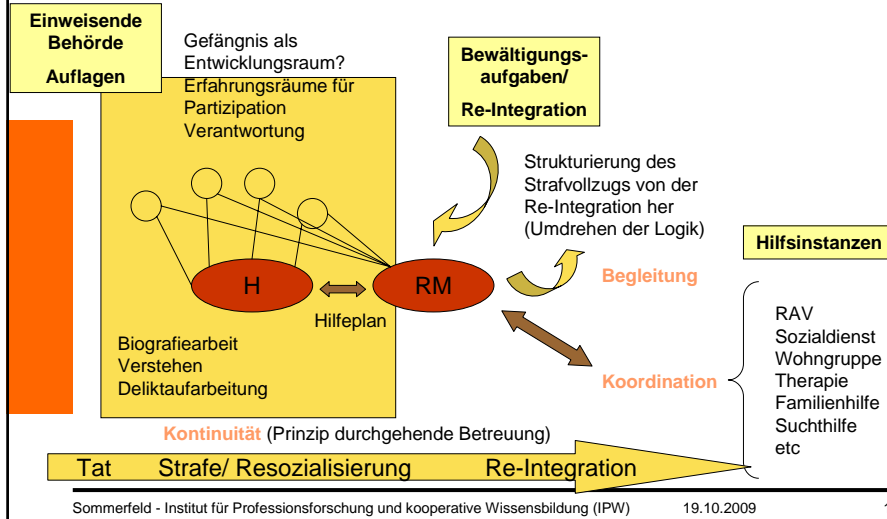 Einweisende
Behörde
Auflagen
Gefängnis als
Entwicklungsraum?
Erfahrungsräume für
Partizipation
Verantwortung
Bewältigungs-
aufgaben/
Re-Integration
Strukturierung des
Strafvollzugs von der
Re-Integration her
(Umdrehen der Logik)
Hilfsinstanzen
H
RM
Hilfeplan
Begleitung
Biografiearbeit
Verstehen
Deliktaufarbeitung
Koordination
RAV
Sozialdienst
Wohngruppe
Therapie
Familienhilfe
Suchthilfe
etc
Kontinuität (Prinzip durchgehende Betreuung)
Tat Strafe/ Resozialisierung Re-Integration
Sommerfeld - Institut für Professionsforschung und kooperative Wissensbildung (IPW) 19.10.2009